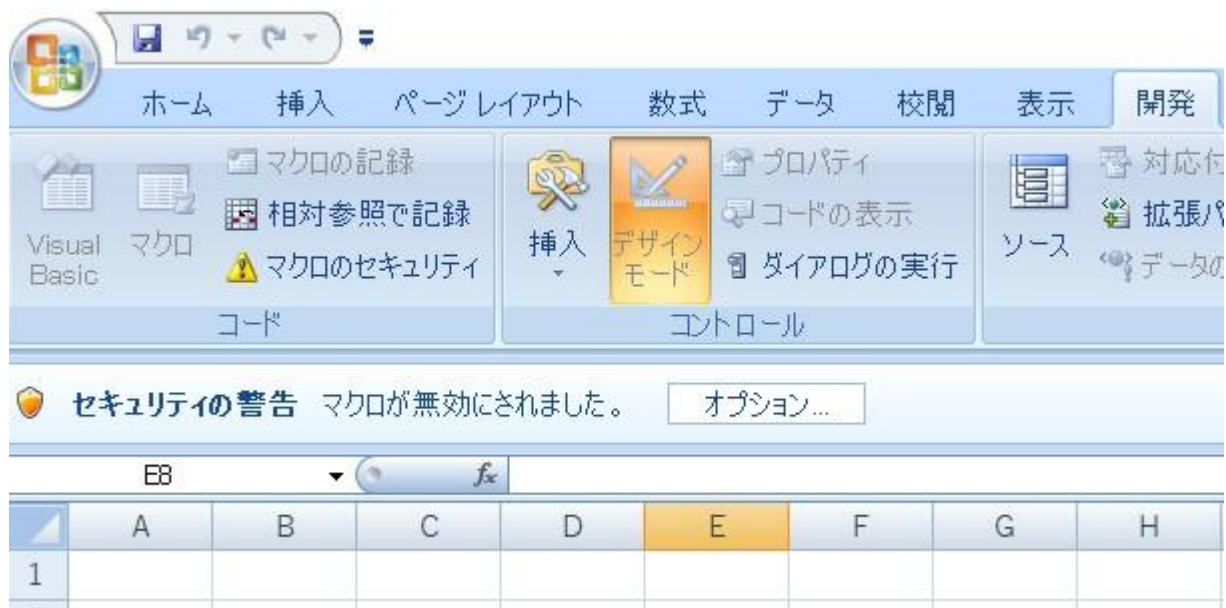 ホーム 挿入 ページ レイアウト 数式 データ 校閲 表示 開発
Visual Basic
マクロ
マクロの記録
相対参照で記録
マクロのセキュリティ
コード
挿入
デザイン
モード
プロパティ
コードの表示
ダイアログの実行
コントロール
ソース
対応付
拡張パ
データの
セキュリティの警告 マクロが無効にされました。 オプション...
E8 fx
A B C D E F G H
1